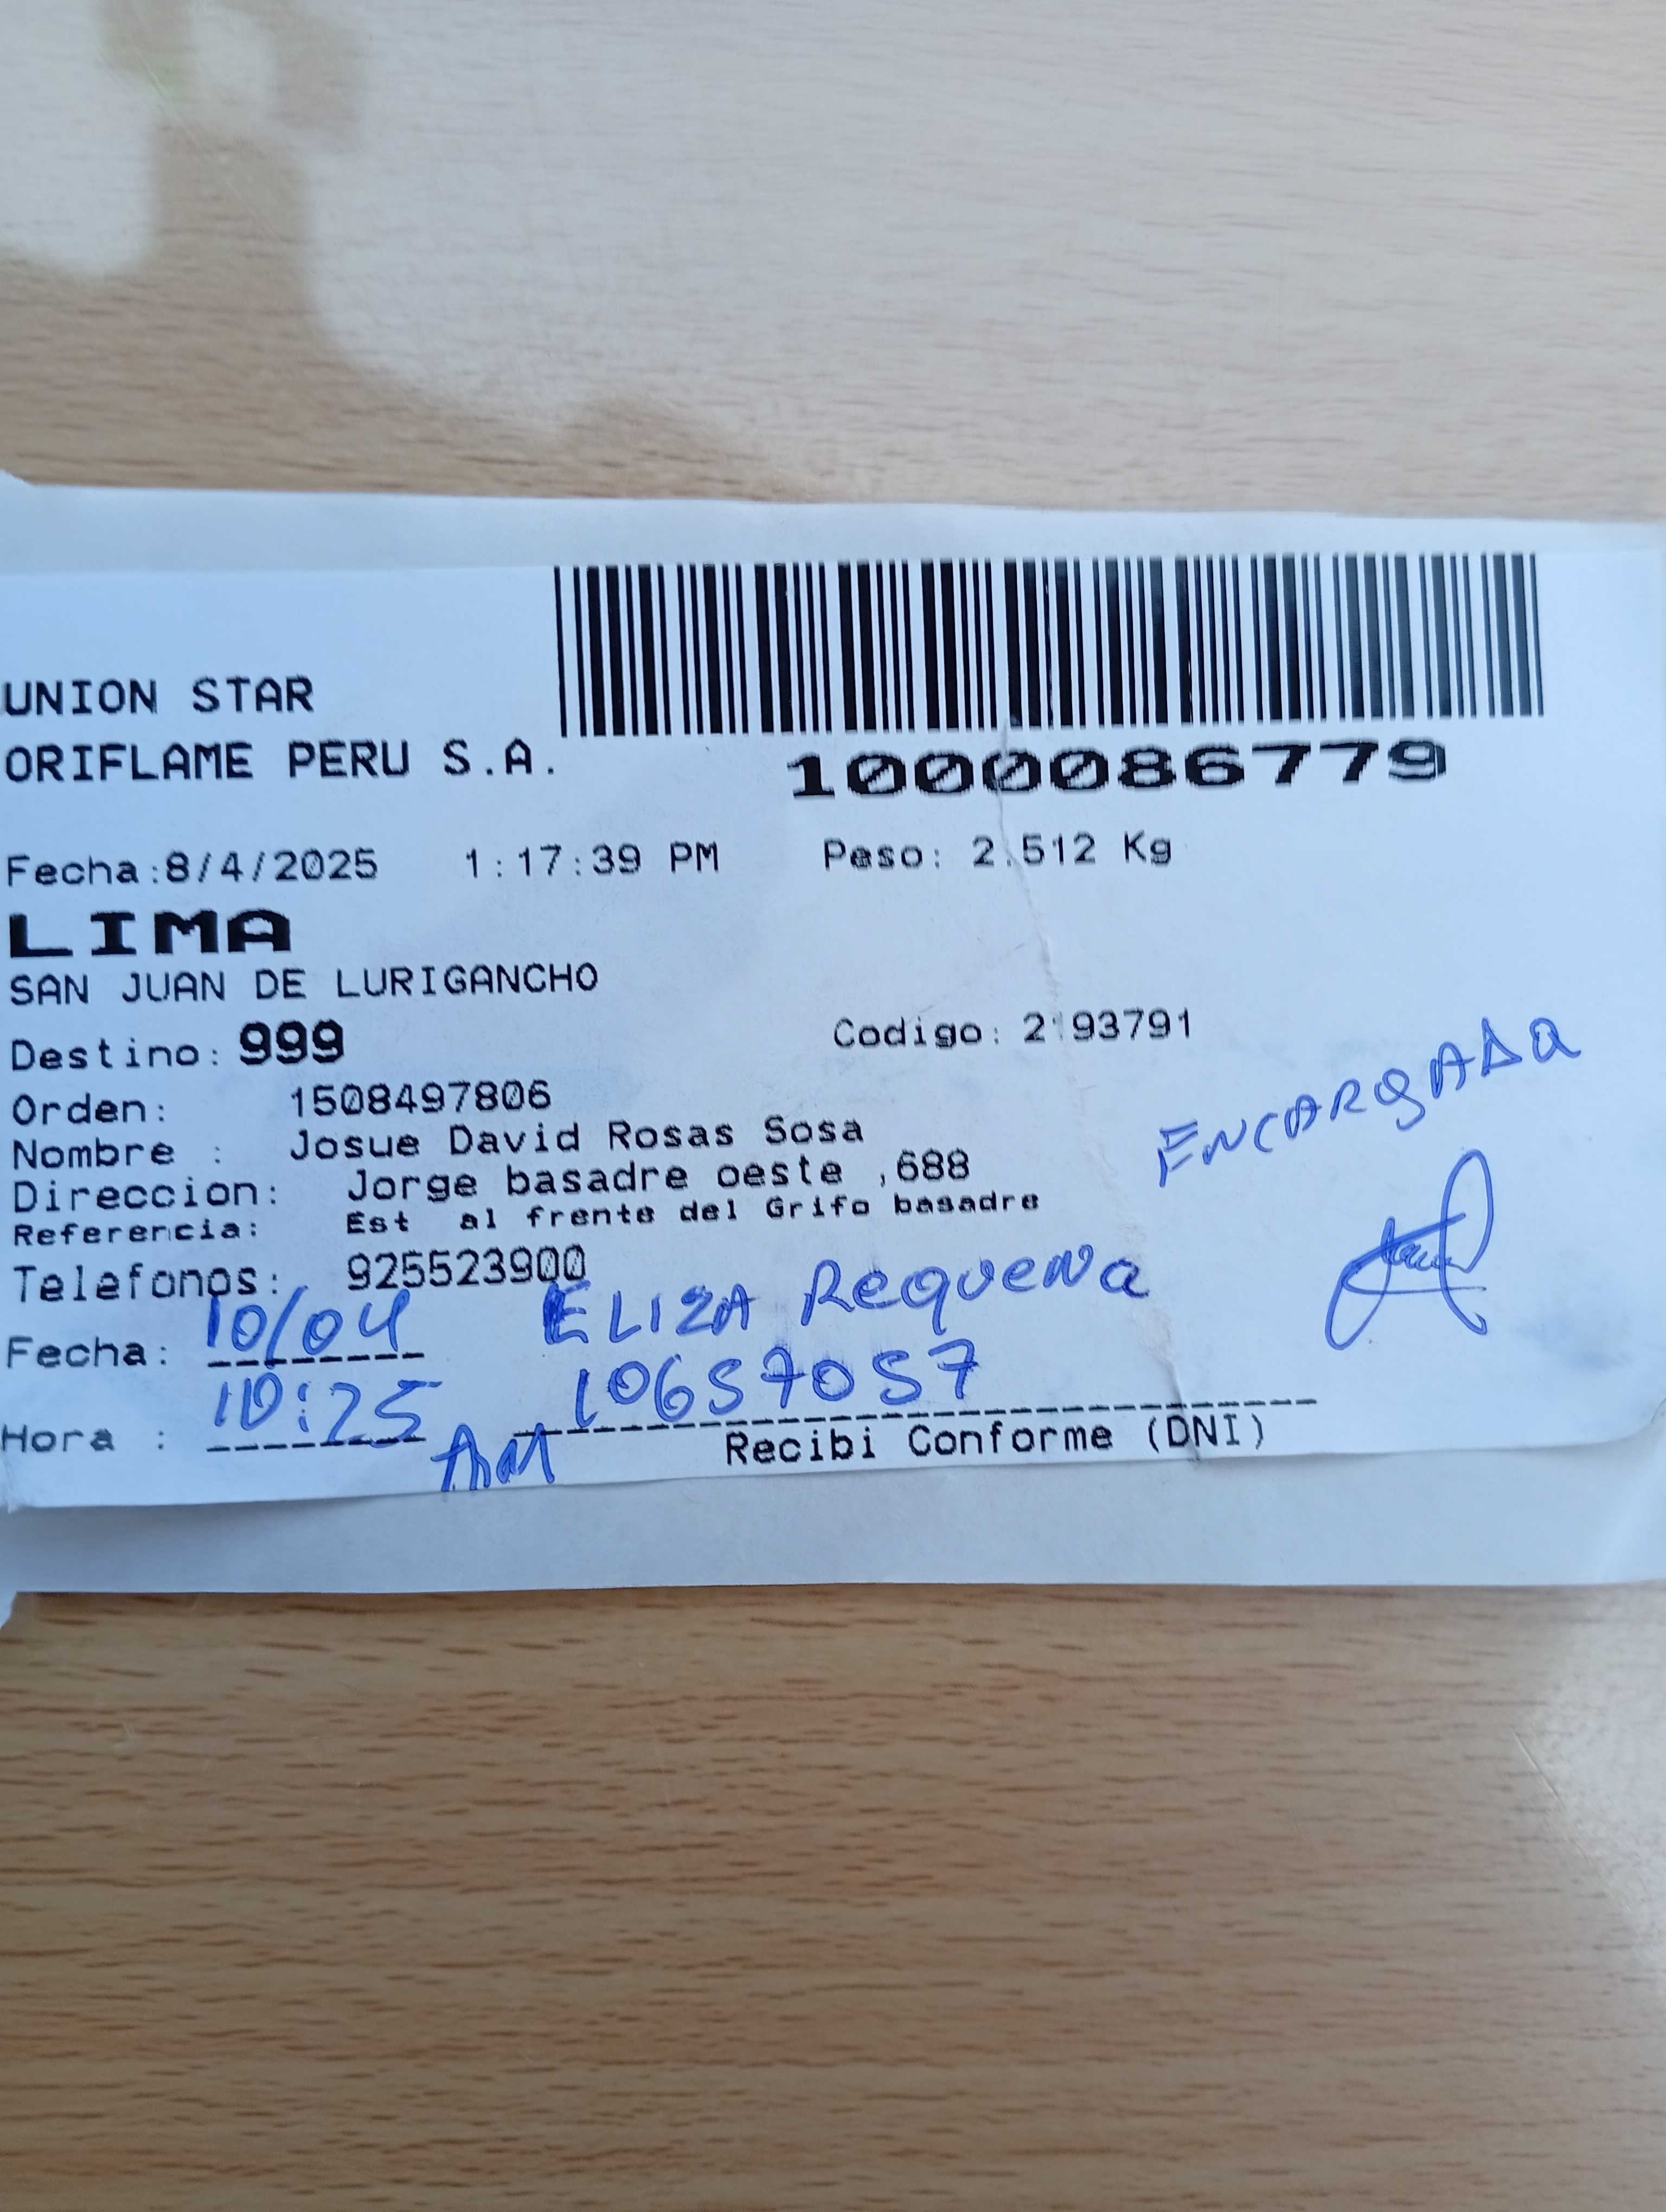 UNION STAR
ORIFLAME PERU S.A.
1000086779
Fecha:8/4/2025 1:17:39 PM Peso: 2.512 Kg
LIMA
SAN JUAN DE LURIGANCHO
Destino: 999 Codigo: 2193791
Orden: 1508497806
Nombre : Josue David Rosas Sosa
Direccion: Jorge basadre oeste ,688
Referencia: Est al frente del Grifo basadre
Telefonos: 925523900
ENCARGADA
Fecha: 10/04 ELIZA Requena
Hora : 10:25 AM 10657057
Recibi Conforme (DNI)